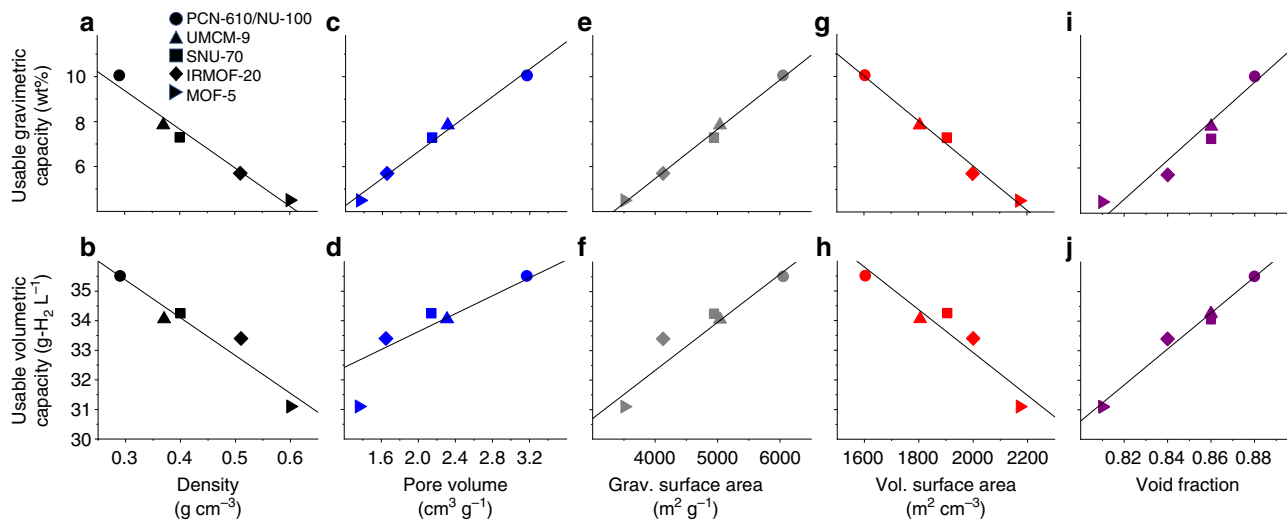 a
c
e
g
i
PCN-610/NU-100
UMCM-9
SNU-70
IRMOF-20
MOF-5
Usable gravimetric
capacity (wt%)
10
8
6
b
d
f
h
j
Usable volumetric
capacity (g-H₂ L⁻¹)
35
34
33
32
31
30
0.3 0.4 0.5 0.6
1.6 2.0 2.4 2.8 3.2
4000 5000 6000
1600 1800 2000 2200
0.82 0.84 0.86 0.88
Density
(g cm⁻³)
Pore volume
(cm³ g⁻¹)
Grav. surface area
(m² g⁻¹)
Vol. surface area
(m² cm⁻³)
Void fraction